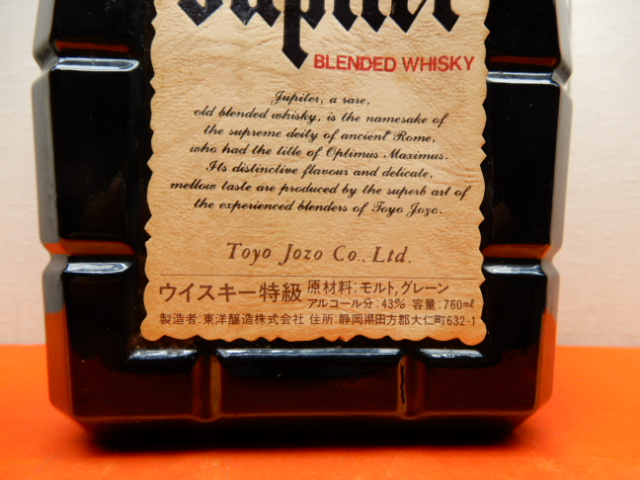 Jupiter
BLENDED WHISKY
Jupiter, a rare,
old blended whisky, is the namesake of
the supreme deity of ancient Rome,
who had the title of Optimus Maximus.
Its distinctive flavour and delicate,
mellow taste are produced by the superb art of
the experienced blenders of Toyo Jozo.
Toyo Jozo Co., Ltd.
ウイスキー特級 原材料:モルト,グレーン
アルコール分:43% 容量:760ml
製造者:東洋醸造株式会社 住所:静岡県田方郡大仁町632-1